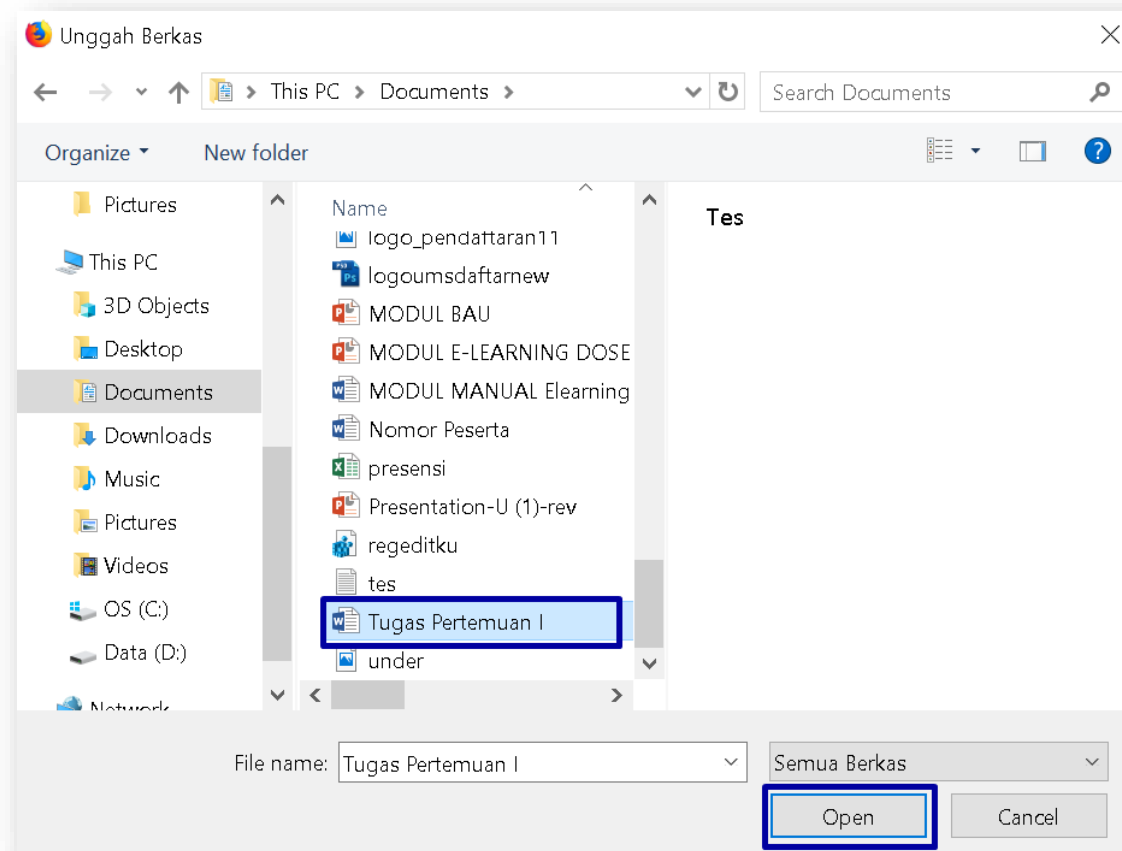 Unggah Berkas
This PC > Documents >
Search Documents
Organize
New folder
?
Pictures
This PC
3D Objects
Desktop
Documents
Downloads
Music
Pictures
Videos
OS (C:)
Data (D:)
Network
Name
logo_pendaftaran11
logoumsdaftarnew
MODUL BAU
MODUL E-LEARNING DOSE
MODUL MANUAL Elearning
Nomor Peserta
presensi
Presentation-U (1)-rev
regeditku
tes
Tugas Pertemuan I
under
Tes
File name: Tugas Pertemuan I
Semua Berkas
Open
Cancel